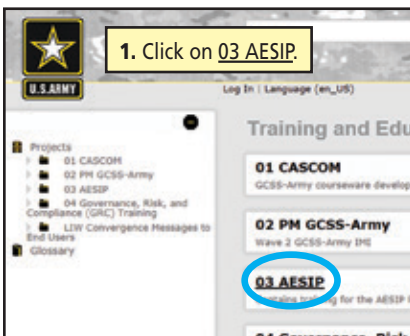 1. Click on 03 AESIP.
U.S.ARMY
Log In | Language (en_US)
Projects
01 CASCOM
02 PM GCSS-Army
03 AESIP
04 Governance, Risk, and
Compliance (GRC) Training
LIW Convergence Messages to
End Users
Glossary
Training and Edu
01 CASCOM
GCSS-Army courseware develop
02 PM GCSS-Army
Wave 2 GCSS-Army IMI
03 AESIP
Contains training for the AESIP
04 Governance, Risk